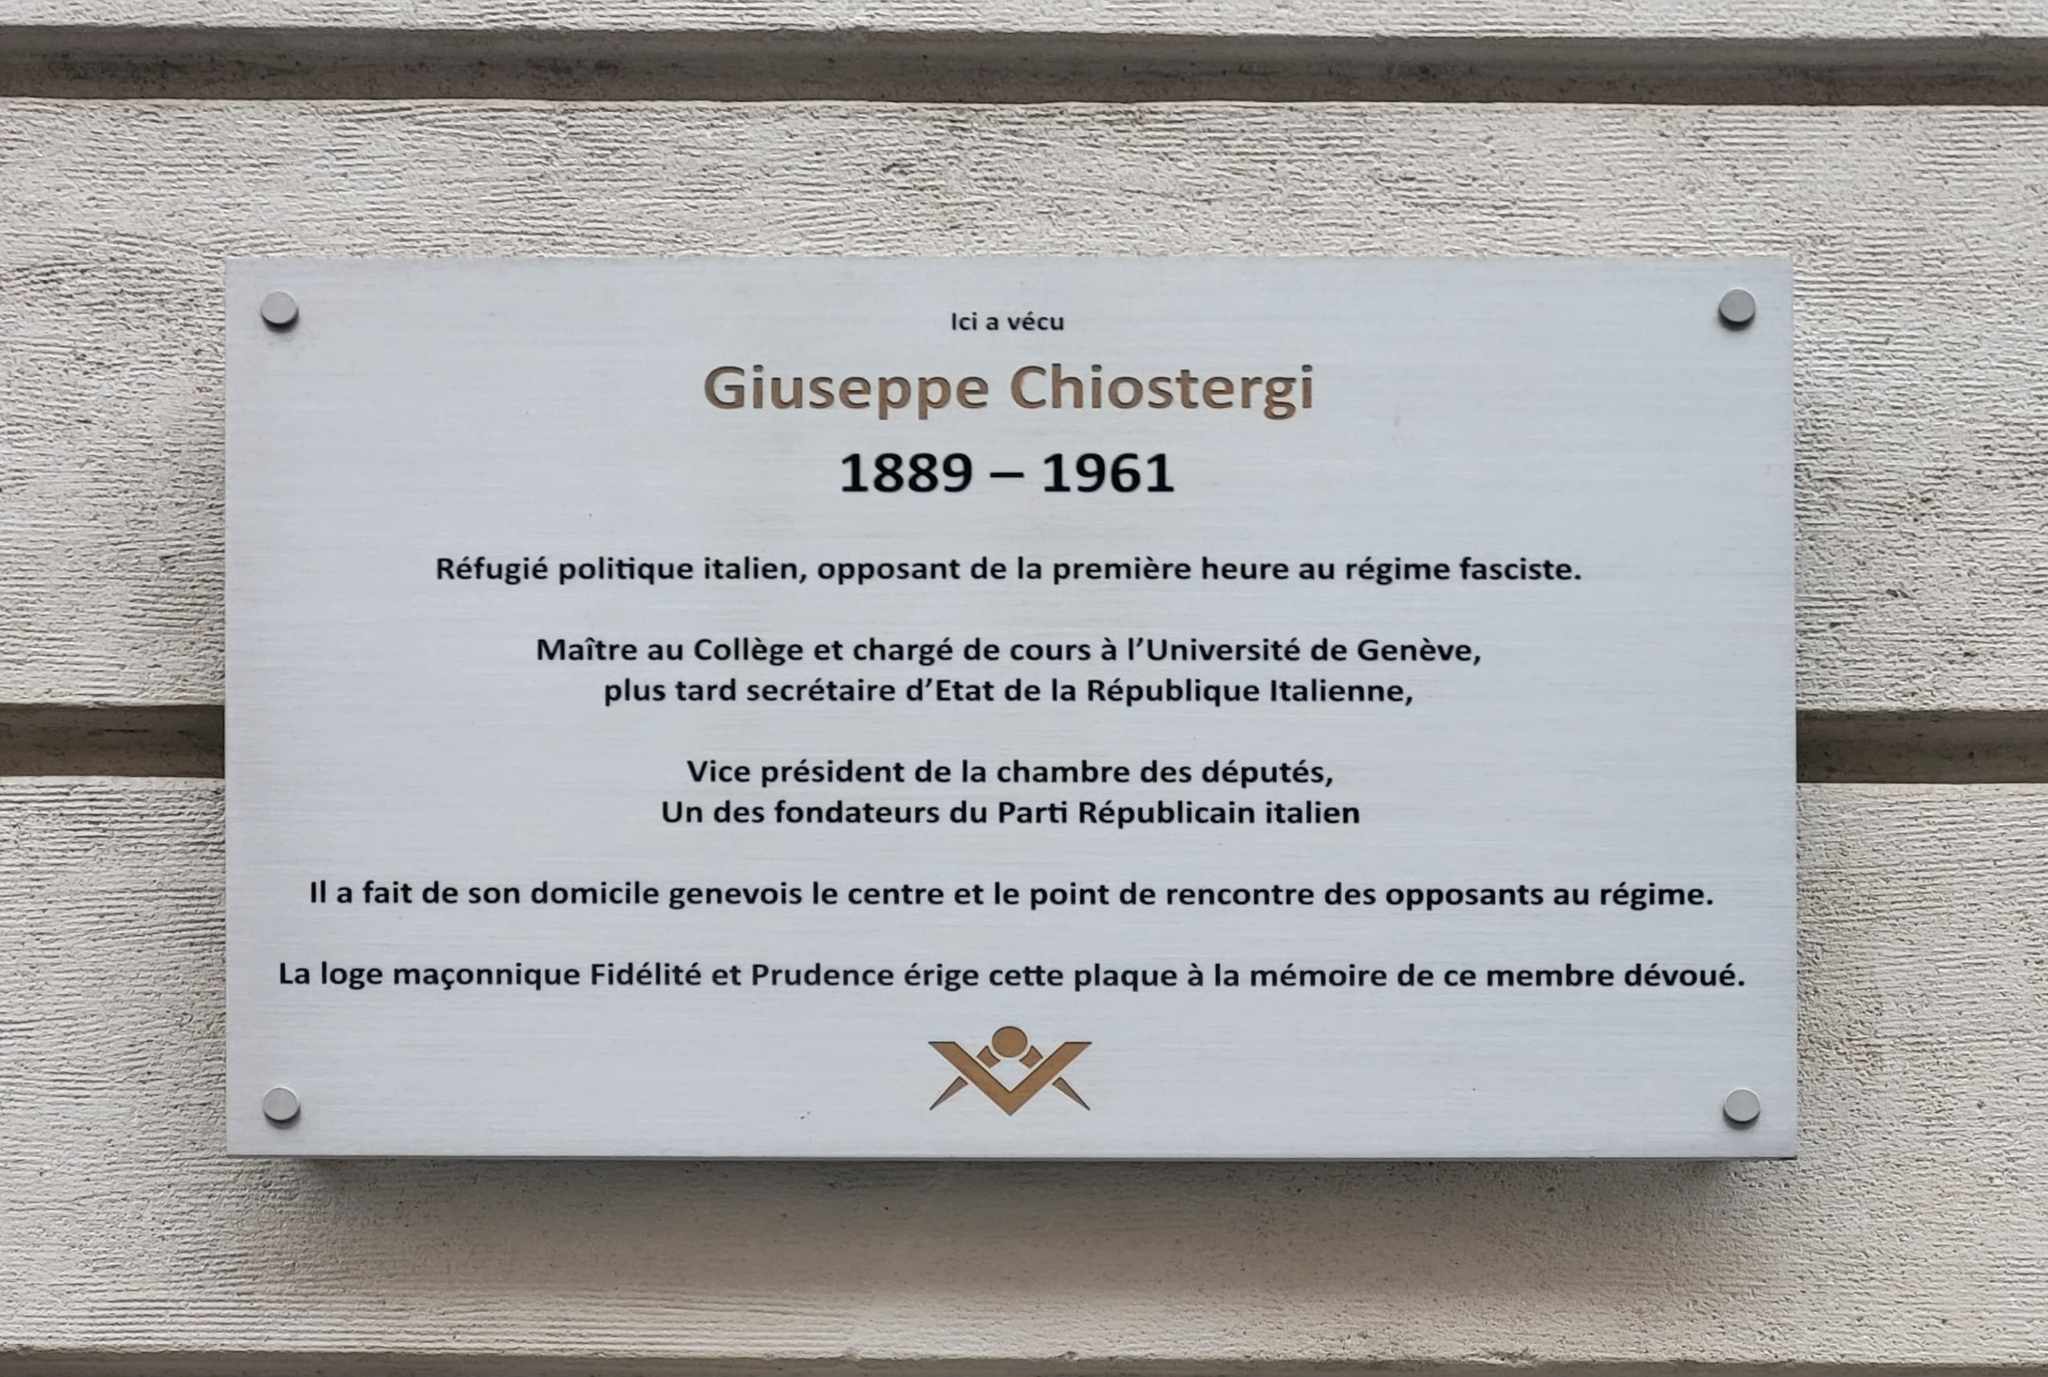 Ici a vécu
Giuseppe Chiostergi
1889 – 1961
Réfugié politique italien, opposant de la première heure au régime fasciste.
Maître au Collège et chargé de cours à l’Université de Genève,
plus tard secrétaire d’Etat de la République Italienne,
Vice président de la chambre des députés,
Un des fondateurs du Parti Républicain italien
Il a fait de son domicile genevois le centre et le point de rencontre des opposants au régime.
La loge maçonnique Fidélité et Prudence érige cette plaque à la mémoire de ce membre dévoué.